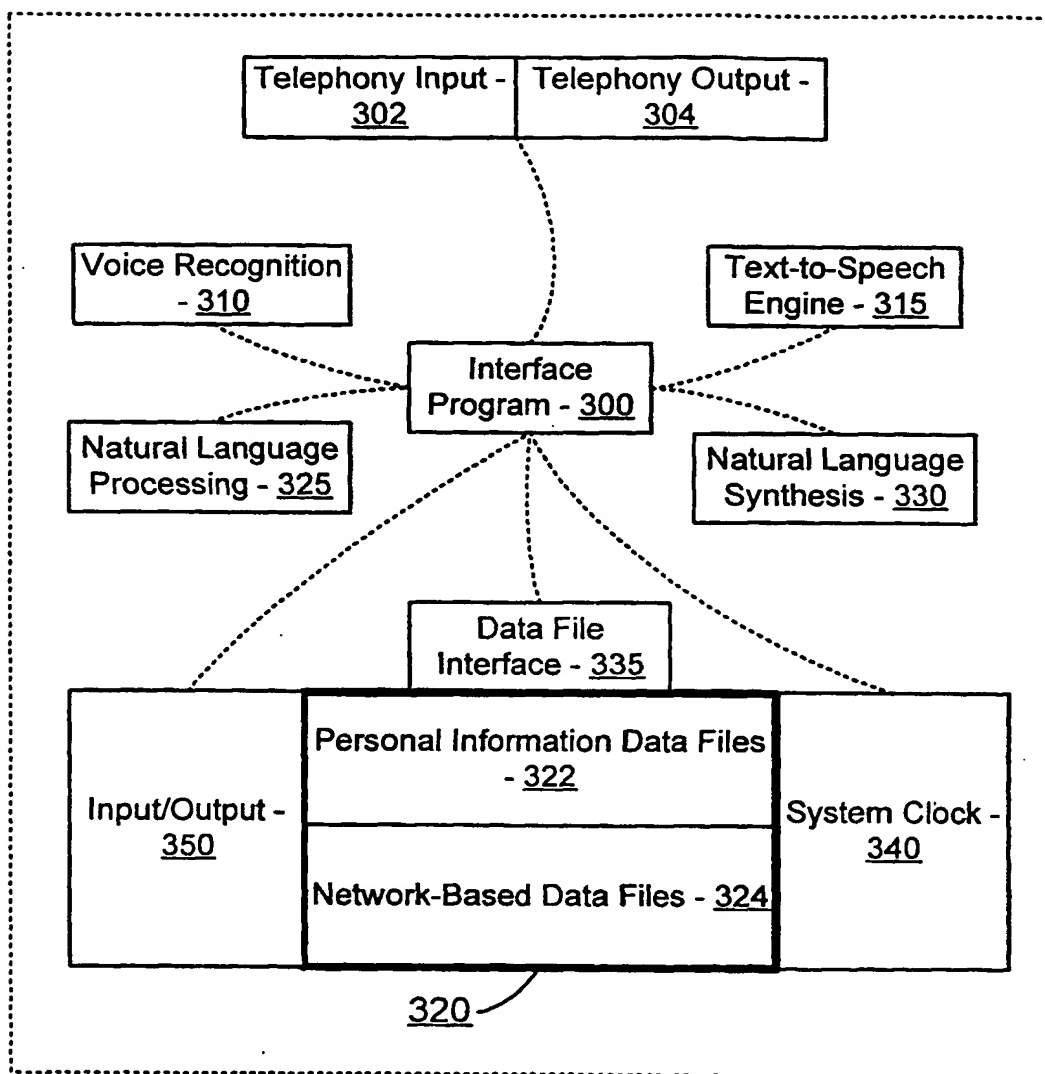 Telephony Input -
302
Telephony Output -
304
Voice Recognition
- 310
Text-to-Speech
Engine - 315
Interface
Program - 300
Natural Language
Processing - 325
Natural Language
Synthesis - 330
Data File
Interface - 335
Personal Information Data Files
- 322
Input/Output -
350
System Clock -
340
Network-Based Data Files - 324
320